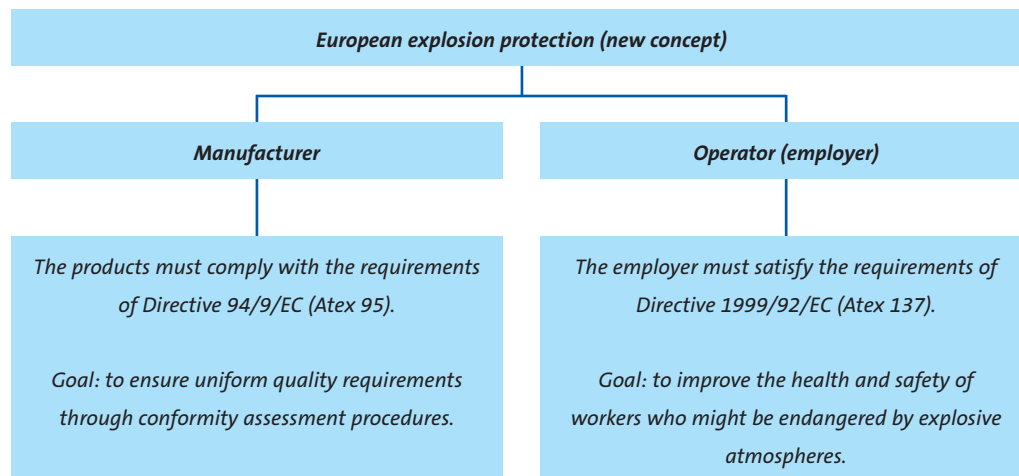 European explosion protection (new concept)
Manufacturer
Operator (employer)
The products must comply with the requirements
of Directive 94/9/EC (Atex 95).
Goal: to ensure uniform quality requirements
through conformity assessment procedures.
The employer must satisfy the requirements of
Directive 1999/92/EC (Atex 137).
Goal: to improve the health and safety of
workers who might be endangered by explosive
atmospheres.